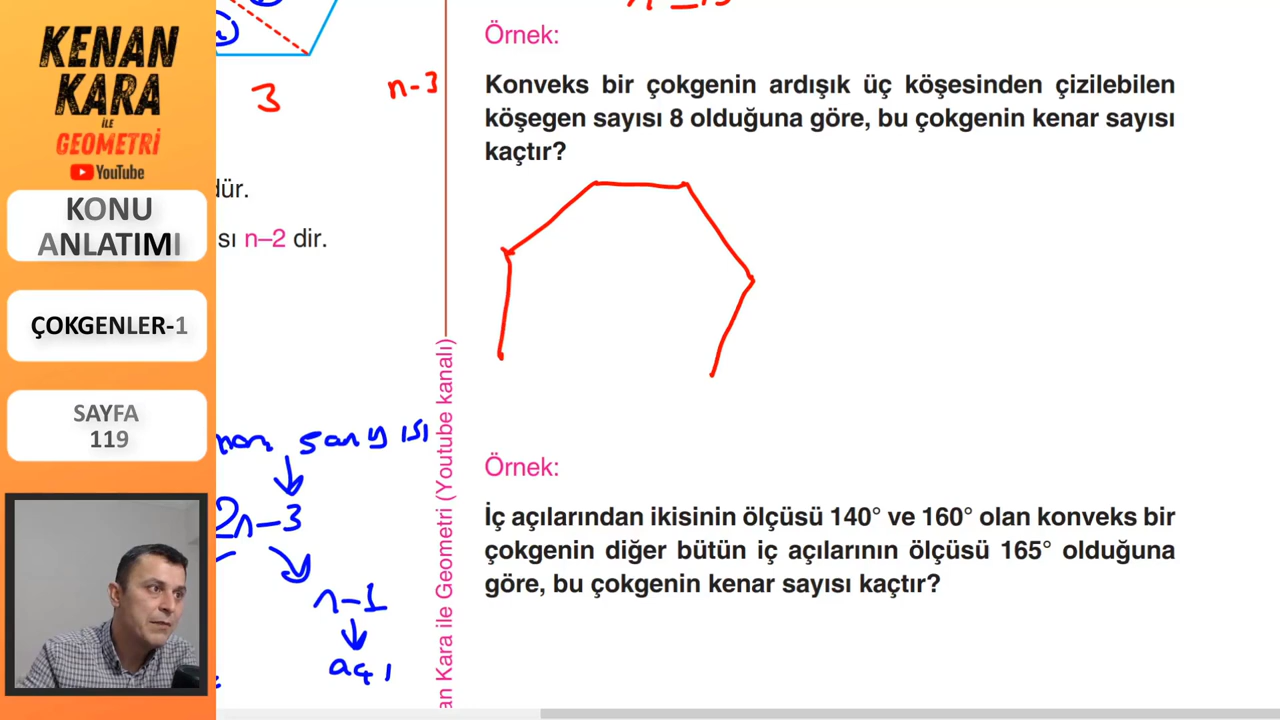 KENAN
KARA
İLE
GEOMETRİ
YouTube
KONU
ANLATIMI
ÇOKGENLER-1
SAYFA
119
3
n-3
dür.
sı n–2 dir.
sayısı
2n-3
n-1
açı
an Kara ile Geometri (Youtube kanalı)
Örnek:
Konveks bir çokgenin ardışık üç köşesinden çizilebilen
köşegen sayısı 8 olduğuna göre, bu çokgenin kenar sayısı
kaçtır?
Örnek:
İç açılarından ikisinin ölçüsü 140° ve 160° olan konveks bir
çokgenin diğer bütün iç açılarının ölçüsü 165° olduğuna
göre, bu çokgenin kenar sayısı kaçtır?